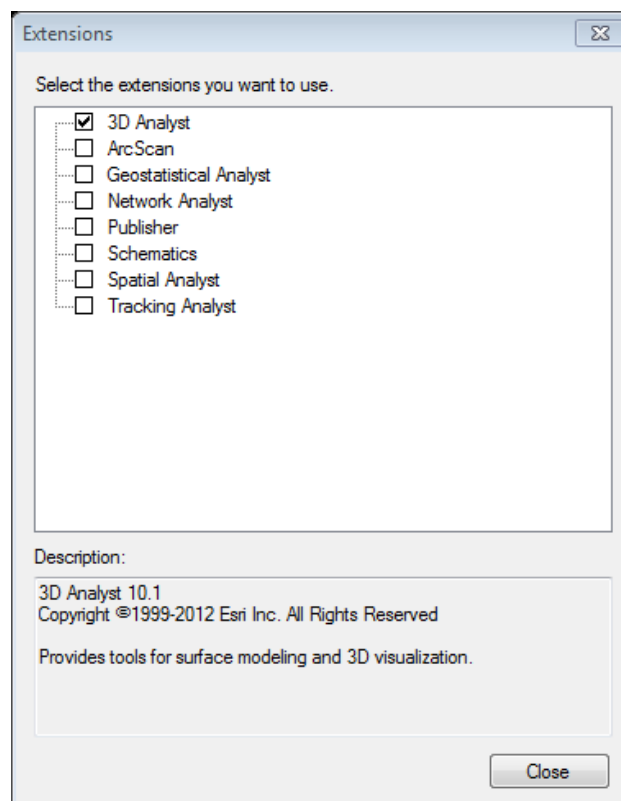 Extensions
Select the extensions you want to use.
3D Analyst
ArcScan
Geostatistical Analyst
Network Analyst
Publisher
Schematics
Spatial Analyst
Tracking Analyst
Description:
3D Analyst 10.1
Copyright ©1999-2012 Esri Inc. All Rights Reserved
Provides tools for surface modeling and 3D visualization.
Close